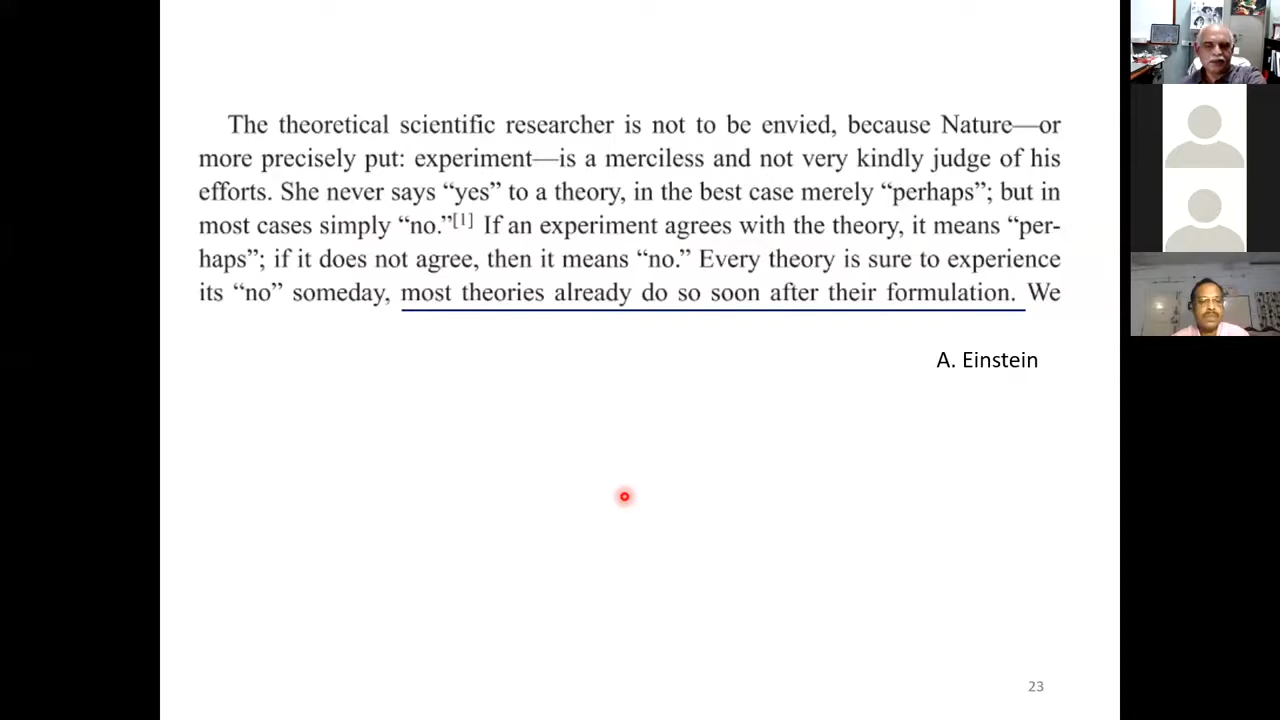 The theoretical scientific researcher is not to be envied, because Nature—or
more precisely put: experiment—is a merciless and not very kindly judge of his
efforts. She never says “yes” to a theory, in the best case merely “perhaps”; but in
most cases simply “no.”[1] If an experiment agrees with the theory, it means “per-
haps”; if it does not agree, then it means “no.” Every theory is sure to experience
its “no” someday, most theories already do so soon after their formulation. We
A. Einstein
23